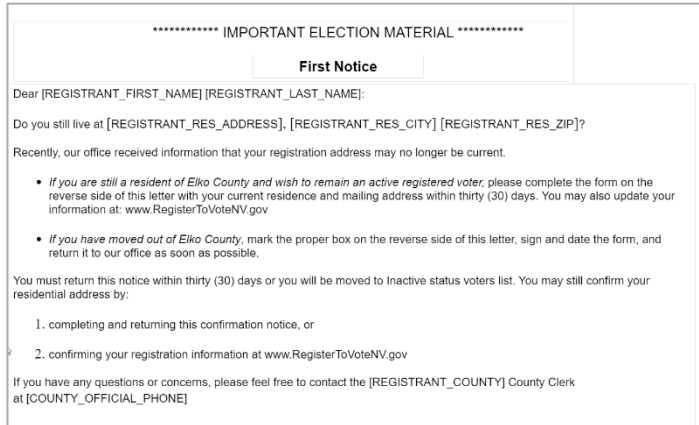 ************ IMPORTANT ELECTION MATERIAL ************
First Notice
Dear [REGISTRANT_FIRST_NAME] [REGISTRANT_LAST_NAME]:
Do you still live at [REGISTRANT_RES_ADDRESS], [REGISTRANT_RES_CITY] [REGISTRANT_RES_ZIP]?
Recently, our office received information that your registration address may no longer be current.
• If you are still a resident of Elko County and wish to remain an active registered voter, please complete the form on the
reverse side of this letter with your current residence and mailing address within thirty (30) days. You may also update your
information at: www.RegisterToVoteNV.gov
• If you have moved out of Elko County, mark the proper box on the reverse side of this letter, sign and date the form, and
return it to our office as soon as possible.
You must return this notice within thirty (30) days or you will be moved to Inactive status voters list. You may still confirm your
residential address by:
1. completing and returning this confirmation notice, or
2. confirming your registration information at www.RegisterToVoteNV.gov
If you have any questions or concerns, please feel free to contact the [REGISTRANT_COUNTY] County Clerk
at [COUNTY_OFFICIAL_PHONE]